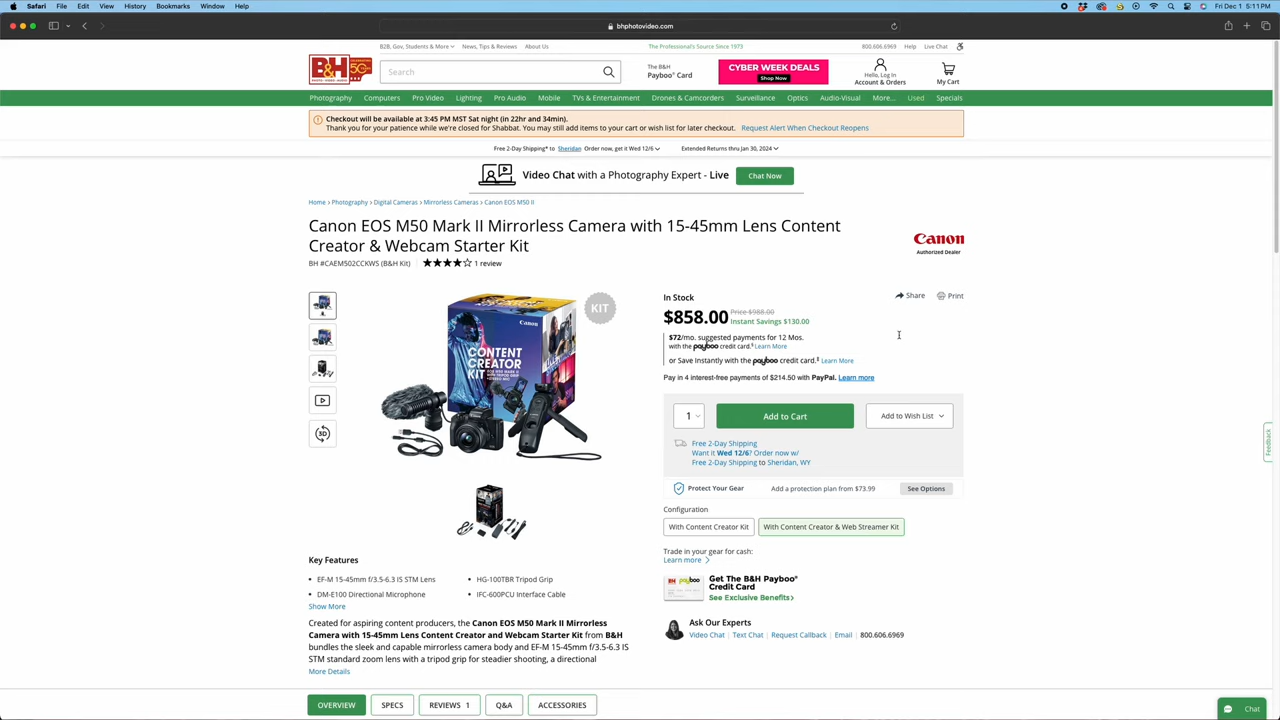 Safari File Edit View History Bookmarks Window Help
Fri Dec 1 5:11 PM
bhphotovideo.com
B2B, Gov, Students & More News, Tips & Reviews About Us
The Professional's Source Since 1973
800.606.6969 Help Live Chat
B&H
PHOTO • VIDEO • AUDIO
Search
The B&H
Payboo® Card
CYBER WEEK DEALS
Shop Now
Hello, Log In
Account & Orders
My Cart
Photography Computers Pro Video Lighting Pro Audio Mobile TVs & Entertainment Drones & Camcorders Surveillance Optics Audio-Visual More... Used Specials
Checkout will be available at 3:45 PM MST Sat night (in 22hr and 34min).
Thank you for your patience while we're closed for Shabbat. You may still add items to your cart or wish list for later checkout. Request Alert When Checkout Reopens
Free 2-Day Shipping* to Sheridan Order now, get it Wed 12/6
Extended Returns thru Jan 30, 2024
Video Chat with a Photography Expert - Live
Chat Now
Home > Photography > Digital Cameras > Mirrorless Cameras > Canon EOS M50 II
Canon EOS M50 Mark II Mirrorless Camera with 15-45mm Lens Content
Creator & Webcam Starter Kit
Canon
Authorized Dealer
BH #CAEM502CCKWS (B&H Kit)
1 review
In Stock
Share
Print
KIT
Canon
CONTENT
CREATOR
KIT
$858.00
Price $988.00
Instant Savings $130.00
$72/mo. suggested payments for 12 Mos.
with the payboo credit card.§ Learn More
or Save Instantly with the payboo credit card.‡ Learn More
Pay in 4 interest-free payments of $214.50 with PayPal. Learn more
3D
1
Add to Cart
Add to Wish List
Free 2-Day Shipping
Want it Wed 12/6? Order now w/
Free 2-Day Shipping to Sheridan, WY
Feedback
Protect Your Gear
Add a protection plan from $73.99
See Options
Configuration
With Content Creator Kit
With Content Creator & Web Streamer Kit
Trade in your gear for cash:
Learn more >
Key Features
EF-M 15-45mm f/3.5-6.3 IS STM Lens
HG-100TBR Tripod Grip
DM-E100 Directional Microphone
IFC-600PCU Interface Cable
Show More
Get The B&H Payboo®
Credit Card
See Exclusive Benefits>
Created for aspiring content producers, the Canon EOS M50 Mark II Mirrorless
Camera with 15-45mm Lens Content Creator and Webcam Starter Kit from B&H
bundles the sleek and capable mirrorless camera body and EF-M 15-45mm f/3.5-6.3 IS
STM standard zoom lens with a tripod grip for steadier shooting, a directional
More Details
Ask Our Experts
Video Chat | Text Chat | Request Callback | Email | 800.606.6969
OVERVIEW
SPECS
REVIEWS 1
Q&A
ACCESSORIES
Chat